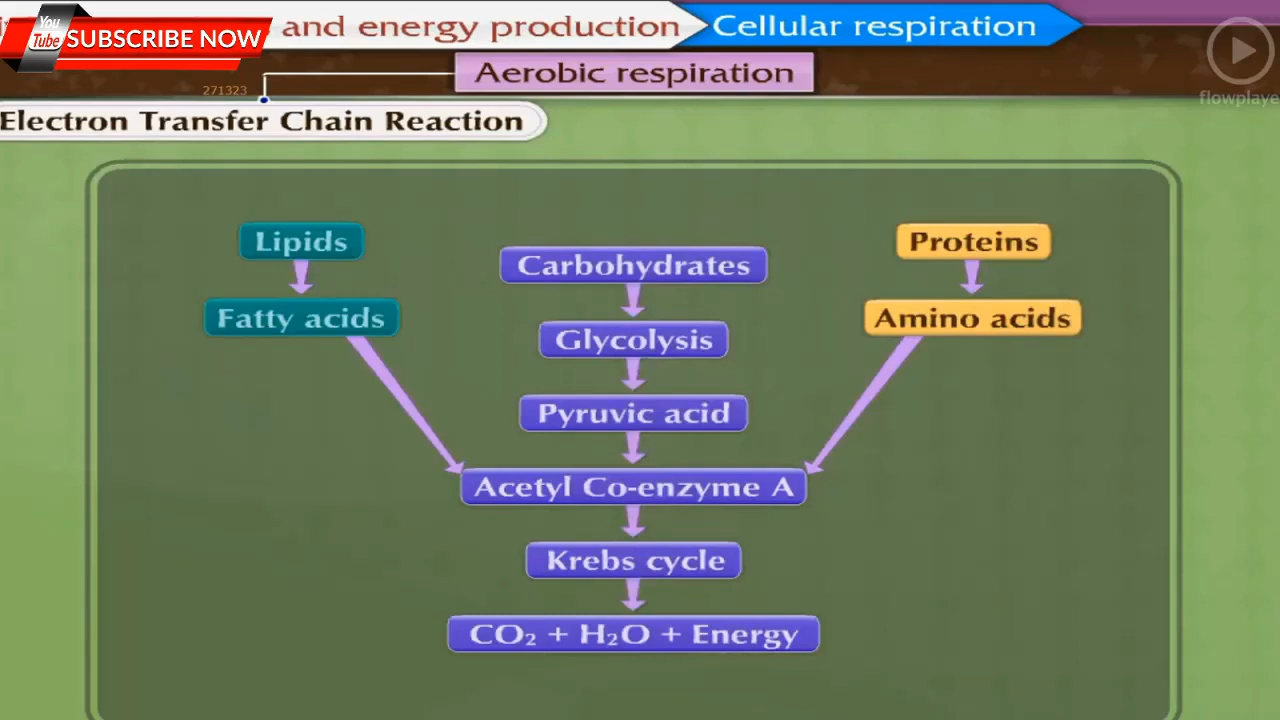 and energy production
Cellular respiration
You
Tube SUBSCRIBE NOW
Aerobic respiration
271323
flowplaye
Electron Transfer Chain Reaction
Lipids
Proteins
Carbohydrates
Fatty acids
Amino acids
Glycolysis
Pyruvic acid
Acetyl Co-enzyme A
Krebs cycle
CO₂ + H₂O + Energy